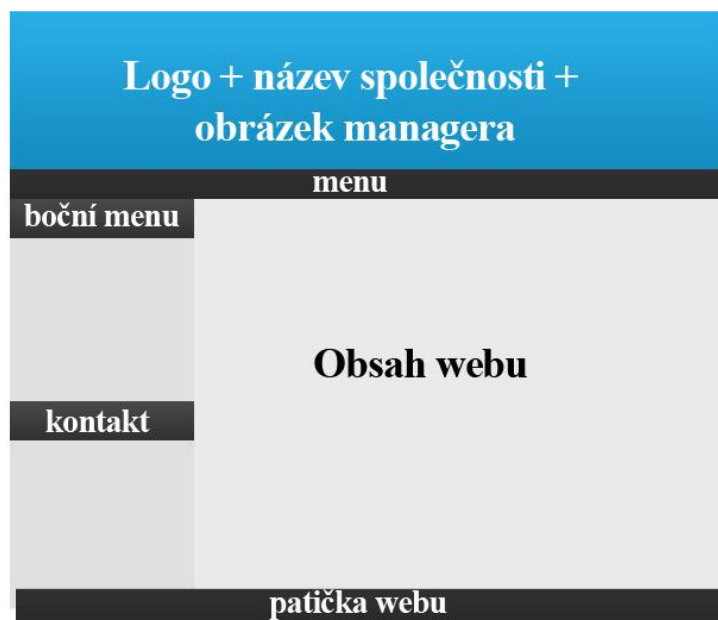 Logo + název společnosti +
obrázek managera
menu
boční menu
Obsah webu
kontakt
patička webu